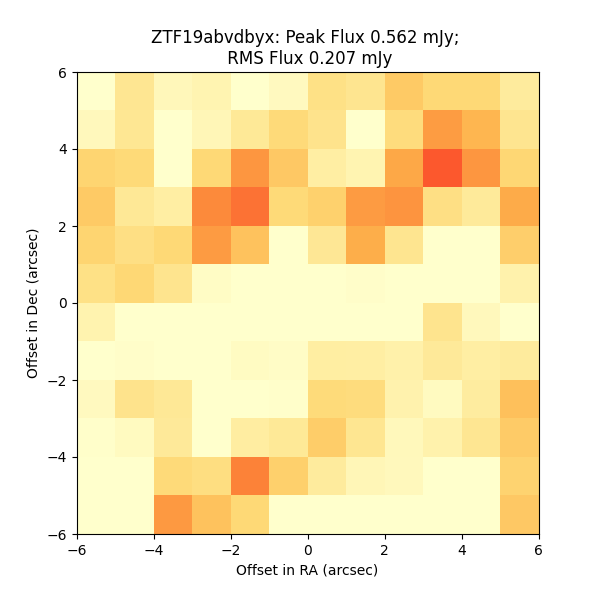 ZTF19abvdbyx: Peak Flux 0.562 mJy;
RMS Flux 0.207 mJy
6
4
2
0
−2
−4
−6
Offset in Dec (arcsec)
−6 −4 −2 0 2 4 6
Offset in RA (arcsec)